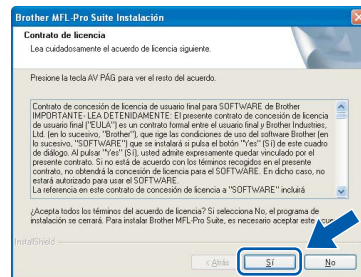 Brother MFL-Pro Suite Instalación
Contrato de licencia
Lea cuidadosamente el acuerdo de licencia siguiente.
Presione la tecla AV PÁG para ver el resto del acuerdo.
Contrato de concesión de licencia de usuario final para SOFTWARE de Brother
IMPORTANTE- LEA DETENIDAMENTE: El presente contrato de concesión de licencia
de usuario final ("EULA") es un contrato formal entre el usuario final y Brother Industries,
Ltd. (en lo sucesivo, "Brother"), que rige las condiciones de uso del software Brother (en
lo sucesivo, "SOFTWARE") que se instalará si pulsa el botón "Yes" (Sí) de este cuadro
de diálogo. Al pulsar "Yes" (Sí), usted admite expresamente quedar vinculado por el
presente contrato. Si no está de acuerdo con los términos recogidos en el presente
contrato, no obtendrá la concesión de licencia para el SOFTWARE. En dicho caso, no
estará autorizado para usar el SOFTWARE.
La referencia en este contrato de concesión de licencia a "SOFTWARE" incluirá
¿Acepta todos los términos del acuerdo de licencia? Si selecciona No, el programa de
instalación se cerrará. Para instalar Brother MFL-Pro Suite, es necesario aceptar este
InstallShield
< Atrás Sí No